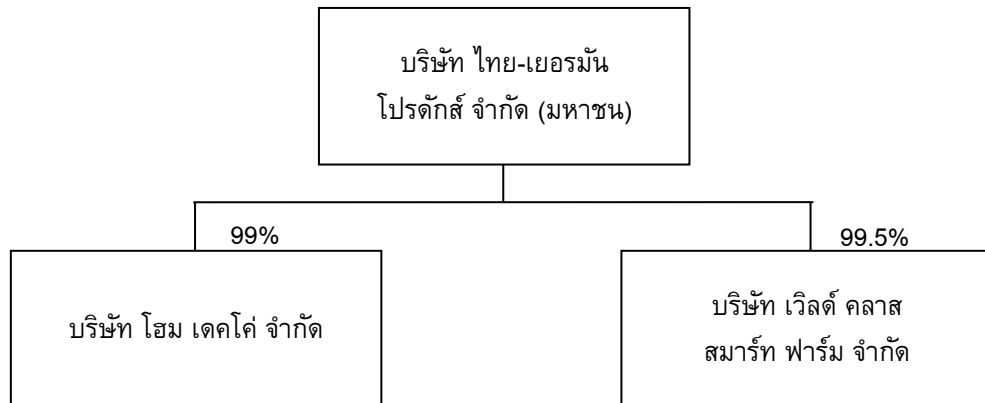 บริษัท ไทย-เยอรมัน
โปรดักส์ จำกัด (มหาชน)
99%
99.5%
บริษัท โฮม เดคโค่ จำกัด
บริษัท เวิลด์ คลาส
สมาร์ท ฟาร์ม จำกัด